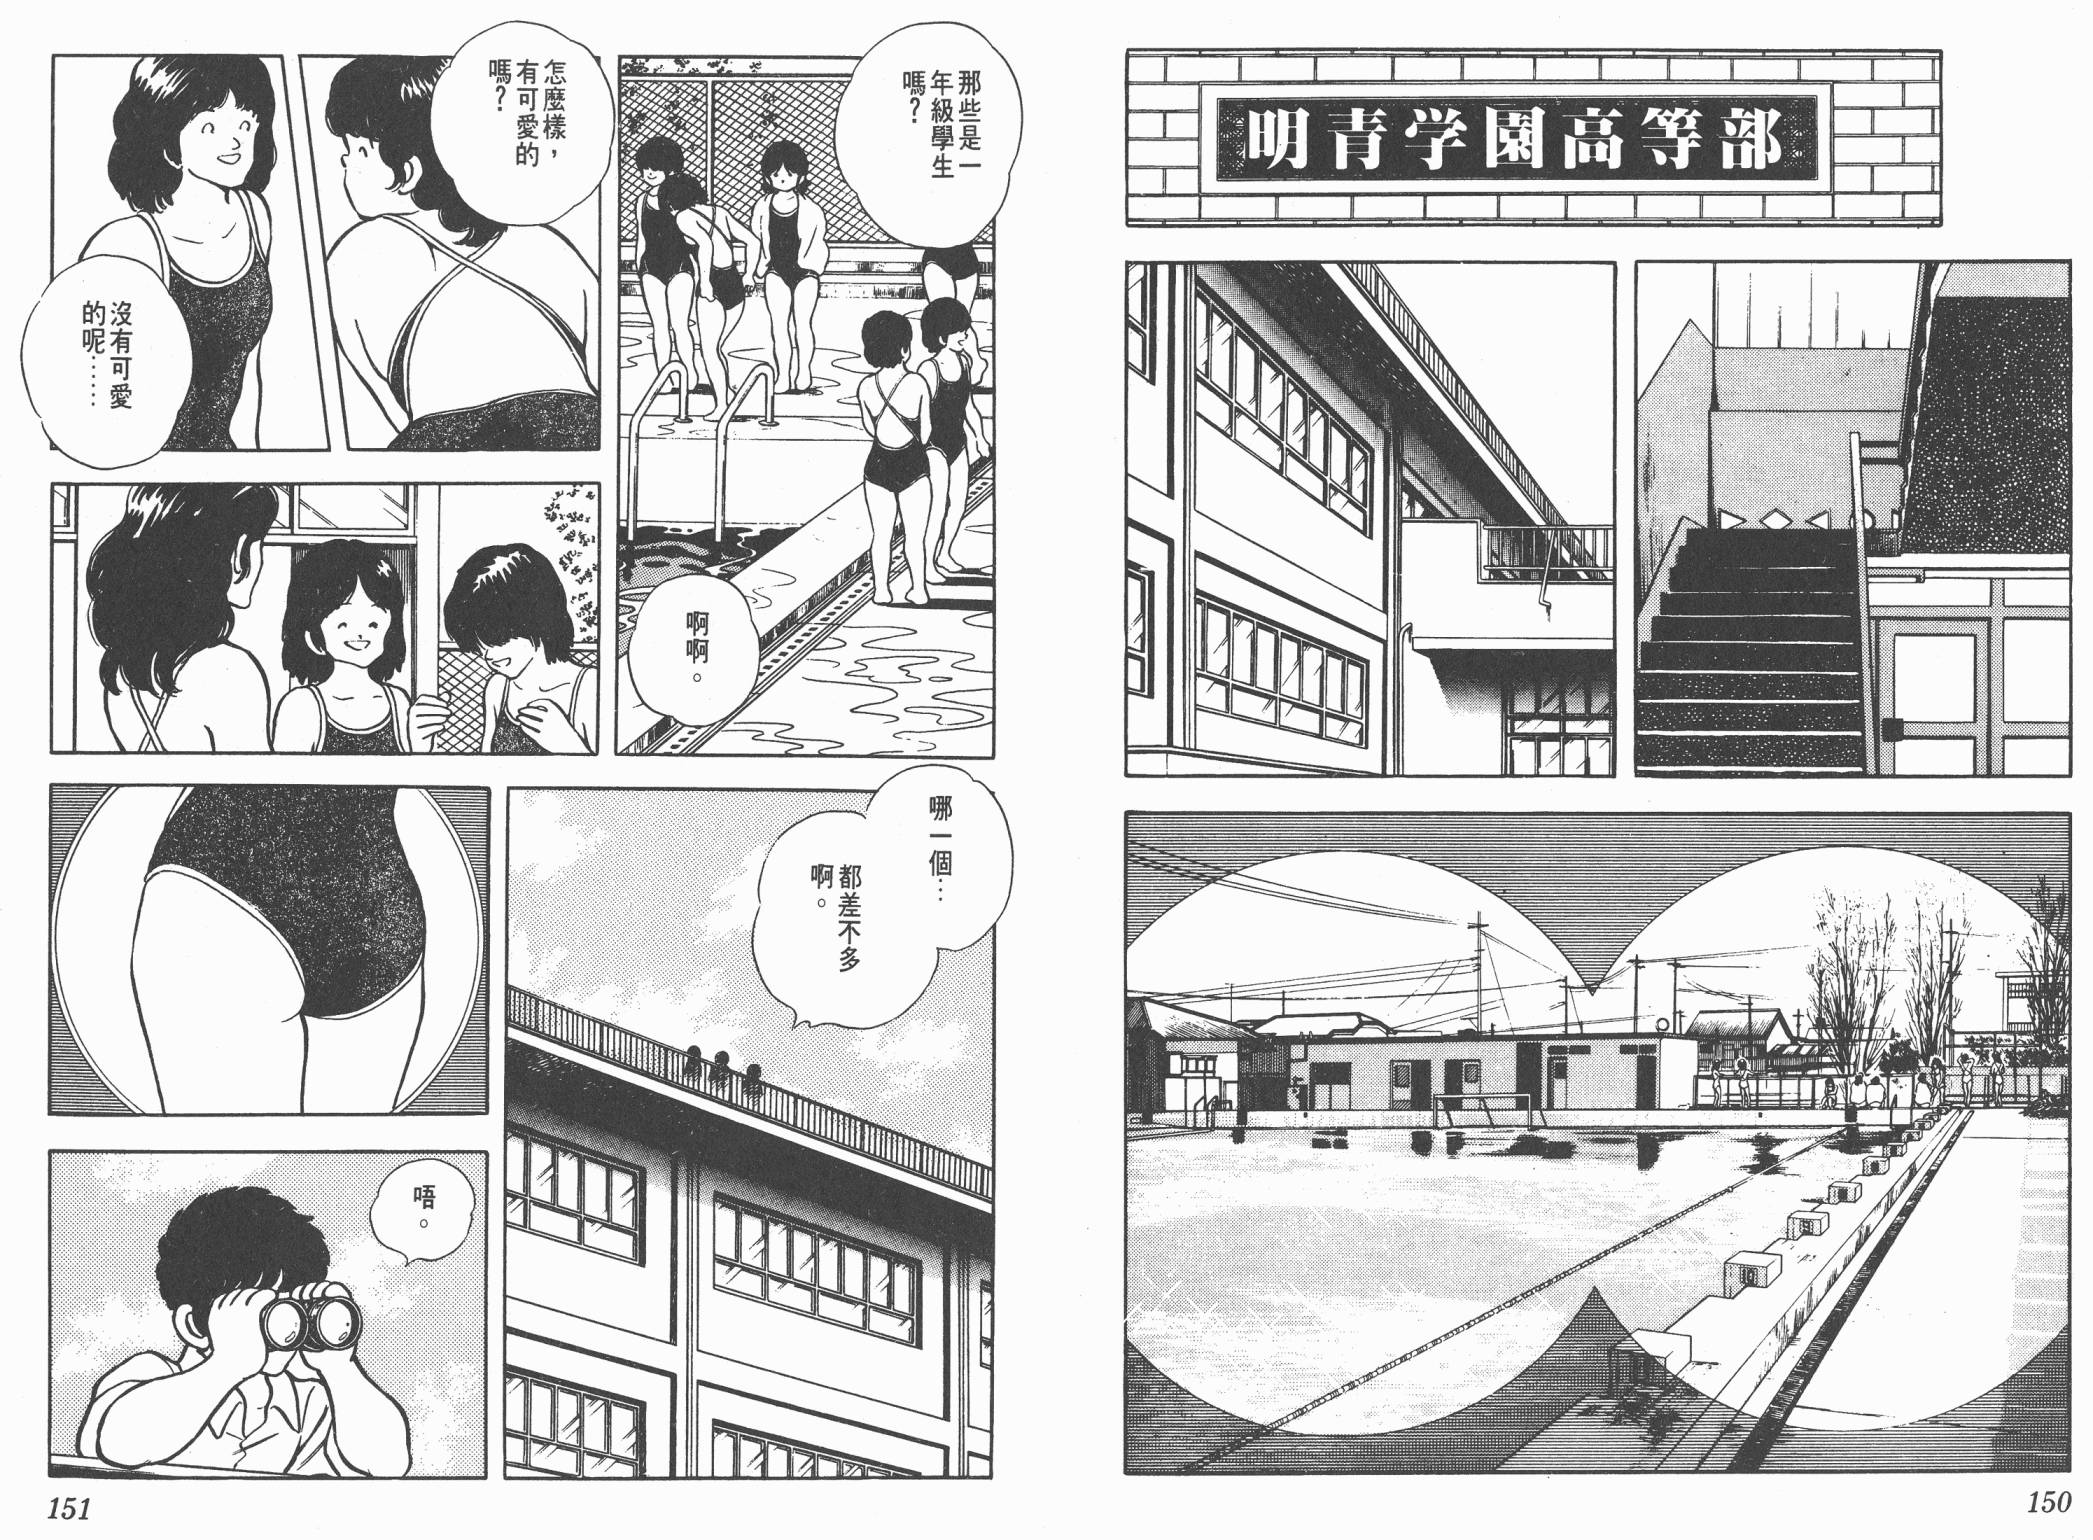 明青学園高等部
150
那些是一
年級學生
嗎？
啊啊。
怎麼樣，
有可愛的
嗎？
沒有可愛
的呢……
哪一個…
都差不多
啊。
唔。
151